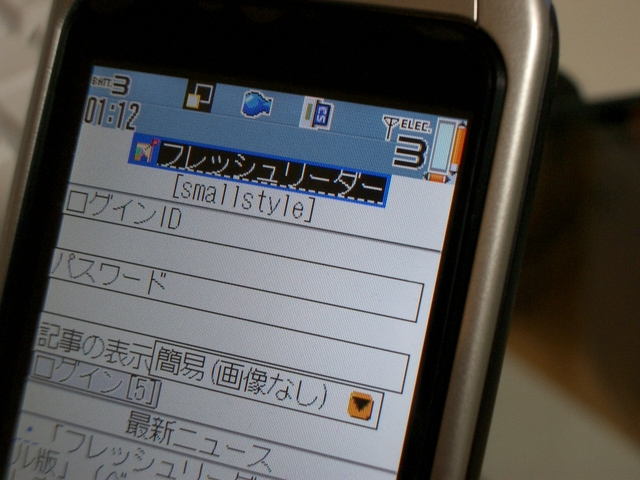 BATT.3
ELEC.
01:12
3
フレッシュリーダー
[smallstyle]
ログインID
パスワード
記事の表示 簡易(画像なし)
ログイン[5]
最新ニュース
・「フレッシュリーダ
ル版」